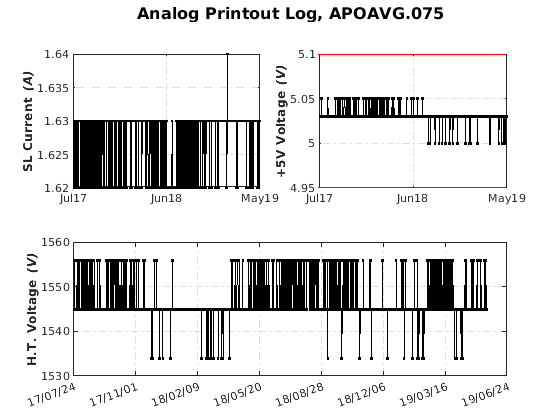 Analog Printout Log, APOAVG.075
SL Current (A)
1.64
1.635
1.63
1.625
1.62
Jul17 Jun18 May19
+5V Voltage (V)
5.1
5.05
5
4.95
Jul17 Jun18 May19
H.T. Voltage (V)
1560
1550
1540
1530
17/07/24 17/11/01 18/02/09 18/05/20 18/08/28 18/12/06 19/03/16 19/06/24